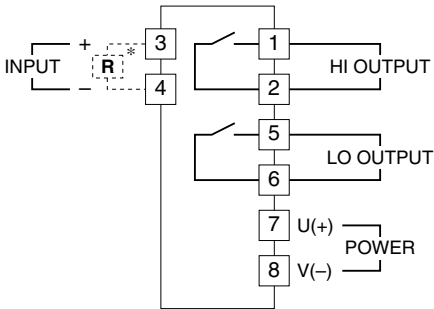 INPUT
+
–
R
*
3
4
1
2
HI OUTPUT
5
6
LO OUTPUT
7 U(+)
POWER
8 V(–)